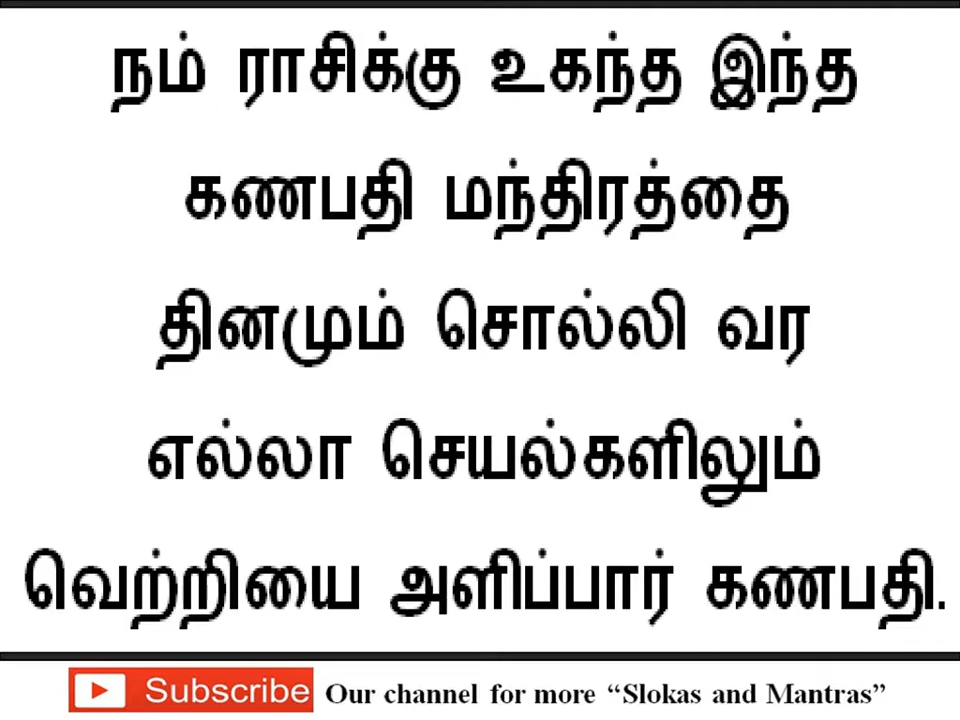 நம் ராசிக்கு உகந்த இந்த
கணபதி மந்திரத்தை
தினமும் சொல்லி வர
எல்லா செயல்களிலும்
வெற்றியை அளிப்பார் கணபதி.
Subscribe Our channel for more “Slokas and Mantras”